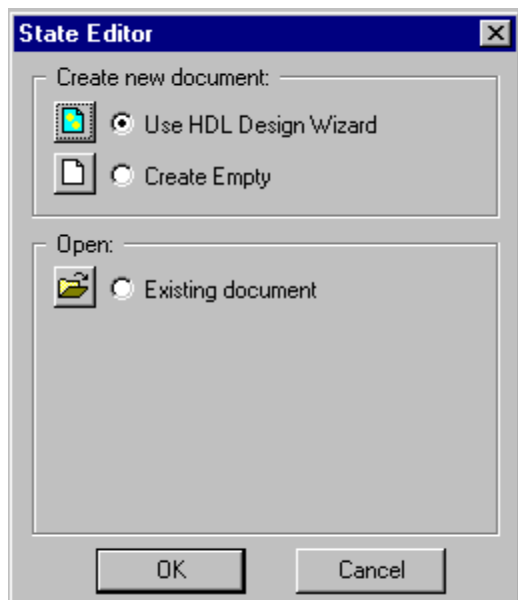 State Editor
Create new document:
Use HDL Design Wizard
Create Empty
Open:
Existing document
OK Cancel